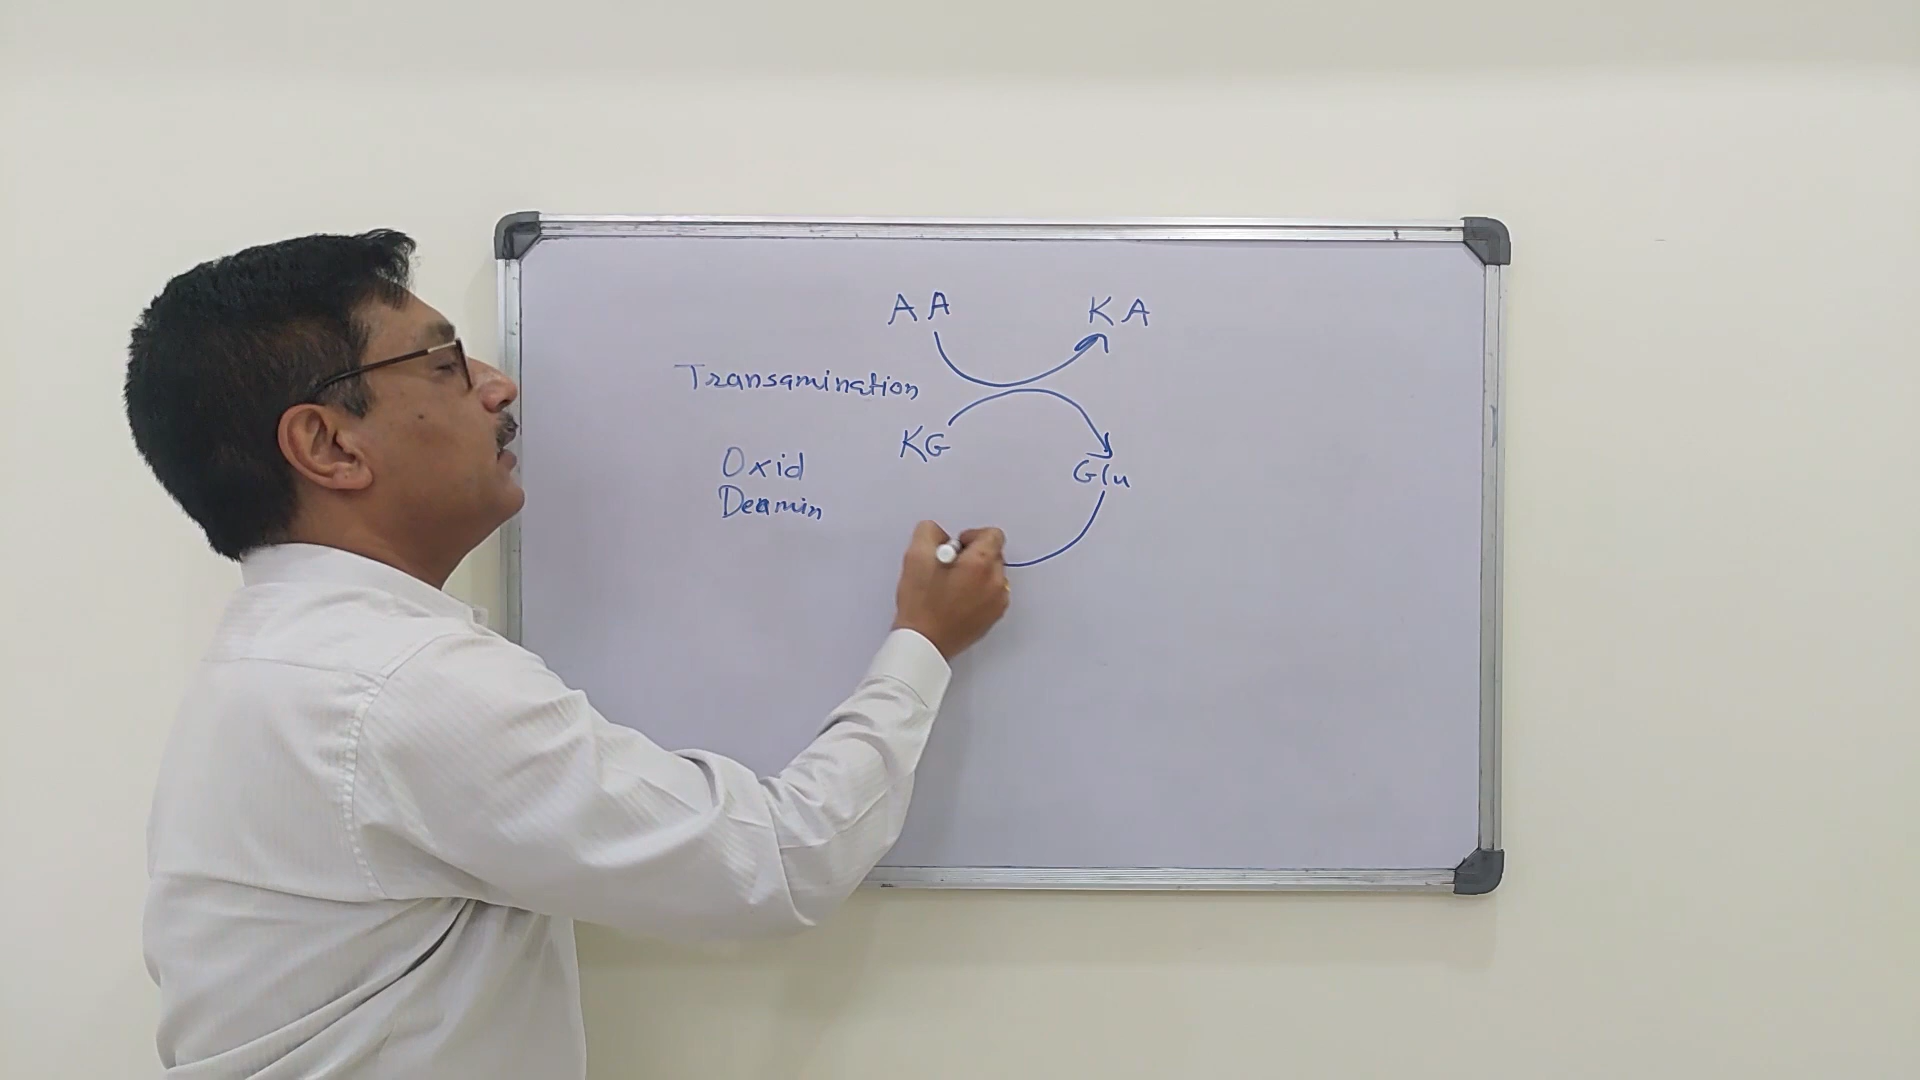 AA KA
Transamination
KG
Oxid
Glu
Deamin